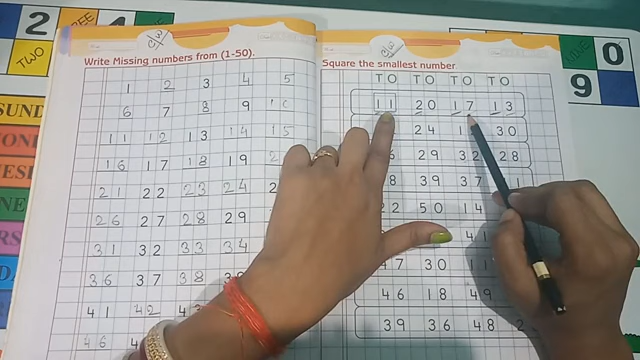 2
4
TWO
SUND
C/W
Write Missing numbers from (1-50).
1 2 3 4 5
6 7 8 9 10
11 12 13 14 15
16 17 18 19
21 22 23 24
26 27 28 29
31 32 33 34
36 37 38
41 42
46
C/W
Square the smallest number
T O T O T O T O
11 20 17 13
24 30
29 32 28
39 37
50 14
41
47 30
46 18 49
39 36 48
0
9